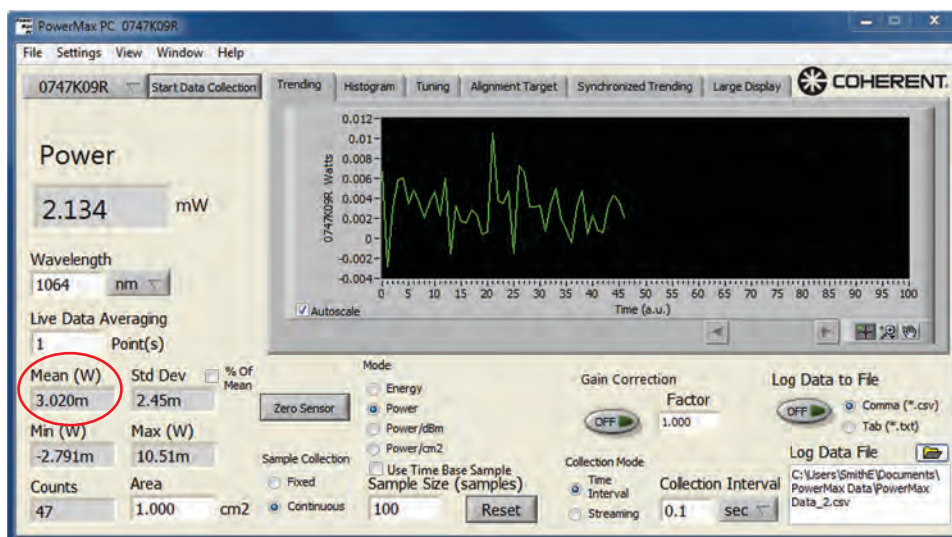 PowerMax PC 0747K09R
File Settings View Window Help
0747K09R Start Data Collection
Trending Histogram Tuning Alignment Target Synchronized Trending Large Display
COHERENT.
Power
2.134 mW
Wavelength
1064 nm
Live Data Averaging
1 Point(s)
0747K09R Watts
0.012
0.01
0.008
0.006
0.004
0.002
0
-0.002
-0.004
0 5 10 15 20 25 30 35 40 45 50 55 60 65 70 75 80 85 90 95 100
Time (a.u.)
Autoscale
Mean (W) Std Dev % Of Mean
3.020m 2.45m
Min (W) Max (W)
-2.791m 10.51m
Counts Area
47 1.000 cm2
Zero Sensor
Sample Collection
Fixed
Continuous
Mode
Energy
Power
Power/dBm
Power/cm2
Use Time Base Sample
Sample Size (samples)
100 Reset
Gain Correction
OFF
Factor
1.000
Collection Mode
Time Interval
Streaming
Collection Interval
0.1 sec
Log Data to File
OFF
Comma (*.csv)
Tab (*.txt)
Log Data File
C:\Users\SmithE\Documents\
PowerMax Data\PowerMax
Data_2.csv